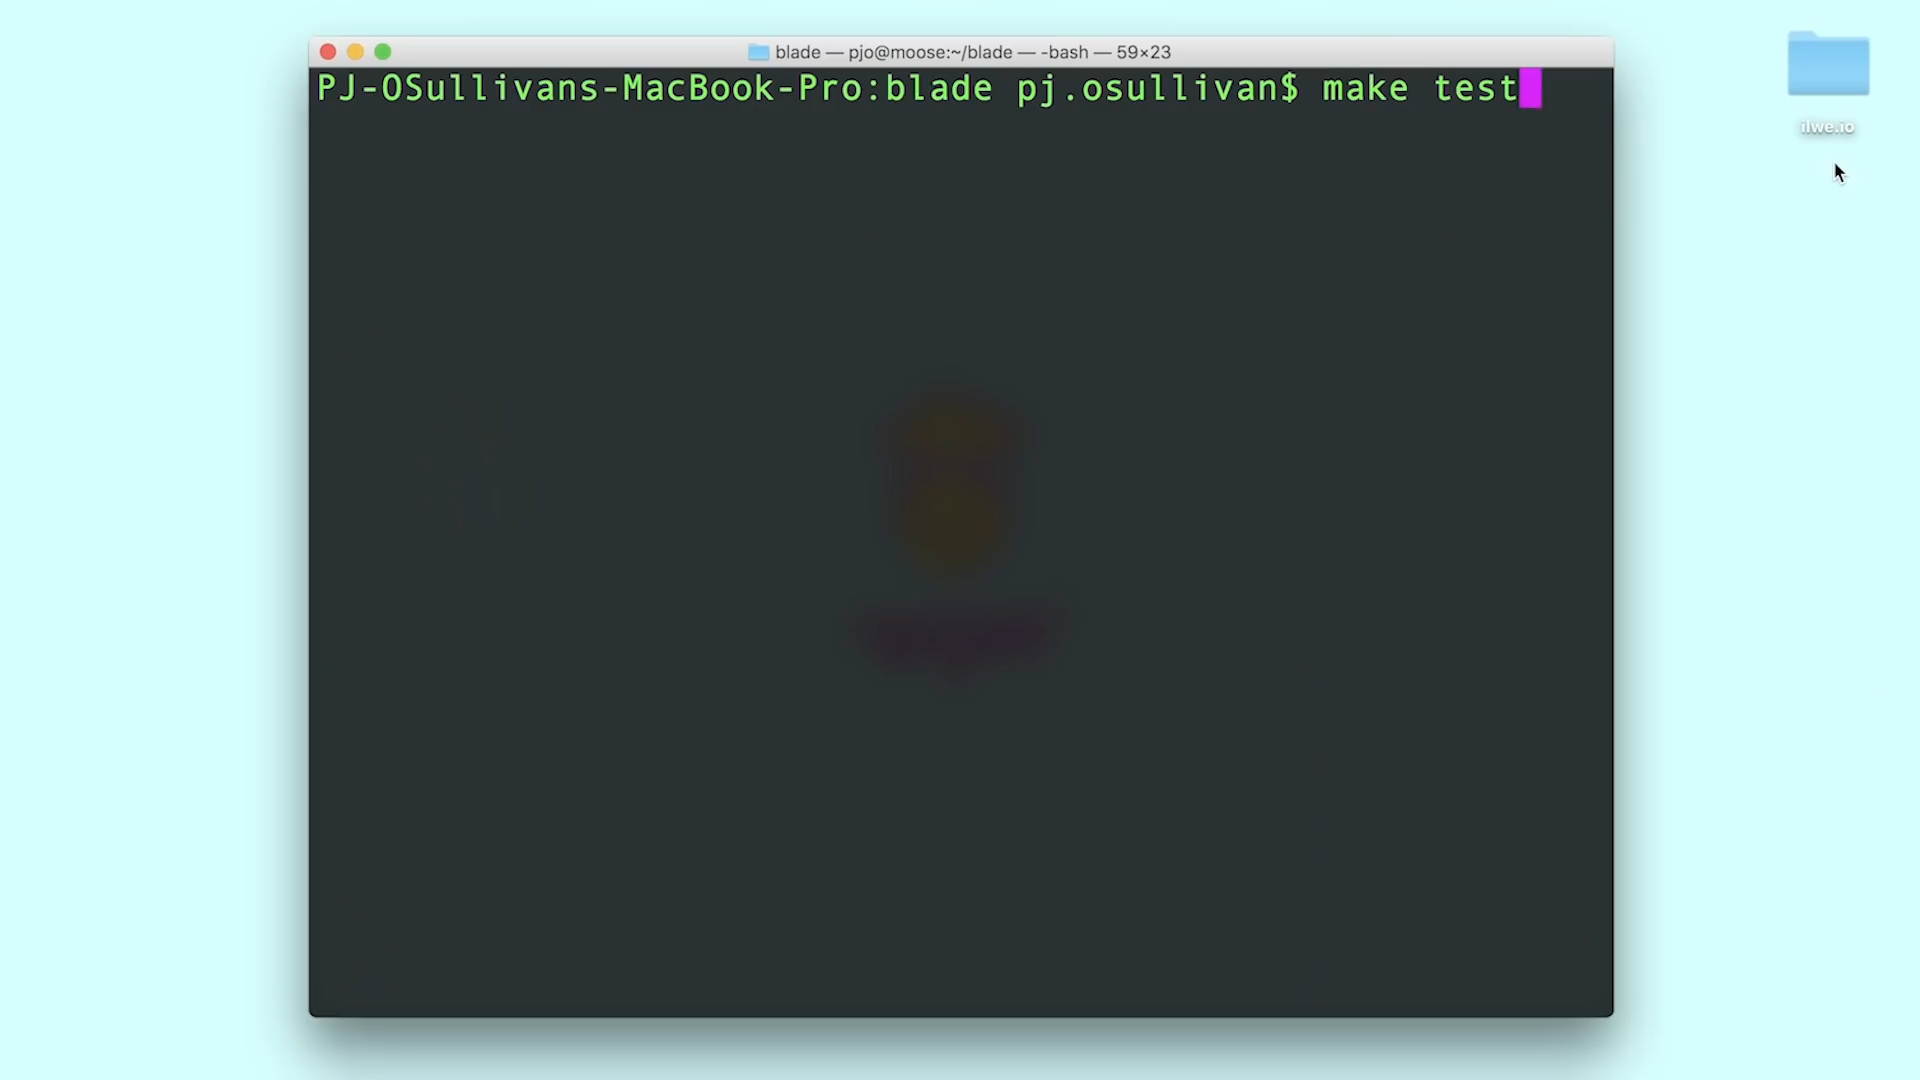 blade — pjo@moose:~/blade — -bash — 59×23
PJ-OSullivans-MacBook-Pro:blade pj.osullivan$ make test
ilwe.io